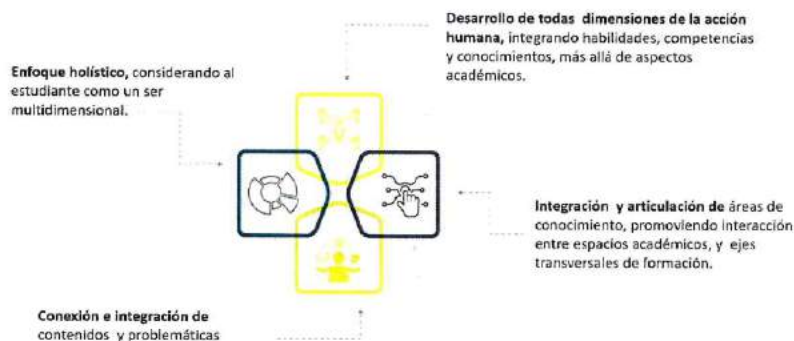 Desarrollo de todas dimensiones de la acción
humana, integrando habilidades, competencias
y conocimientos, más allá de aspectos
académicos.
Enfoque holístico, considerando al
estudiante como un ser
multidimensional.
Integración y articulación de áreas de
conocimiento, promoviendo interacción
entre espacios académicos, y ejes
transversales de formación.
Conexión e integración de
contenidos y problemáticas